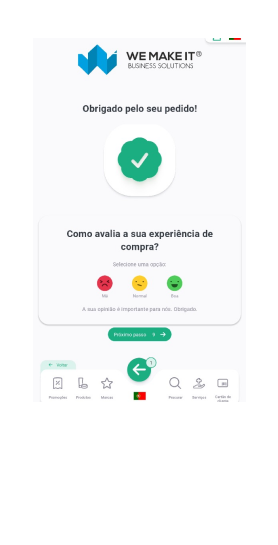 WE MAKE IT®
BUSINESS SOLUTIONS
Obrigado pelo seu pedido!
Como avalia a sua experiência de
compra?
Selecione uma opção:
Má Normal Boa
A sua opinião é importante para nós. Obrigado.
Próximo passo 5
Voltar
1
Promoções Produtos Marcas Procurar Serviços Cartão de
cliente